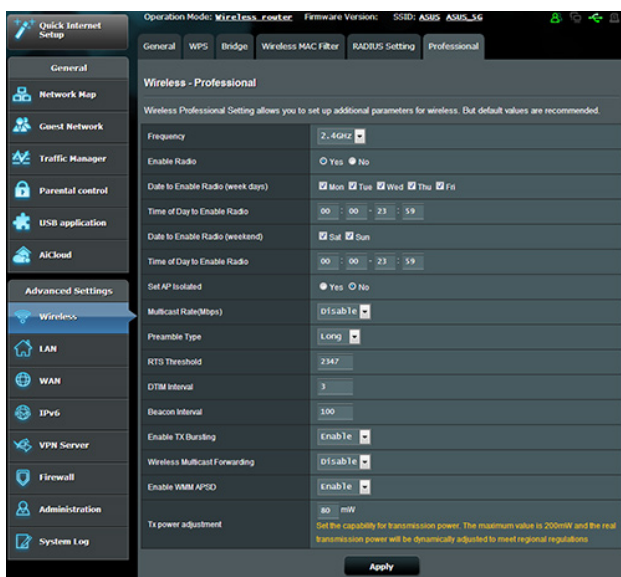 Quick Internet
Setup
Operation Mode: Wireless router Firmware Version: SSID: ASUS ASUS_5G
General WPS Bridge Wireless MAC Filter RADIUS Setting Professional
General
Network Map
Guest Network
Traffic Manager
Parental control
USB application
AiCloud
Advanced Settings
Wireless
LAN
WAN
IPv6
VPN Server
Firewall
Administration
System Log
Wireless - Professional
Wireless Professional Setting allows you to set up additional parameters for wireless. But default values are recommended.
Frequency 2.4GHz
Enable Radio Yes No
Date to Enable Radio (week days) Mon Tue Wed Thu Fri
Time of Day to Enable Radio 00 : 00 - 23 : 59
Date to Enable Radio (weekend) Sat Sun
Time of Day to Enable Radio 00 : 00 - 23 : 59
Set AP Isolated Yes No
Multicast Rate(Mbps) Disable
Preamble Type Long
RTS Threshold 2347
DTIM Interval 3
Beacon Interval 100
Enable TX Bursting Enable
Wireless Multicast Forwarding Disable
Enable WMM APSD Enable
Tx power adjustment 80 mW
Set the capability for transmission power. The maximum value is 200mW and the real
transmission power will be dynamically adjusted to meet regional regulations
Apply